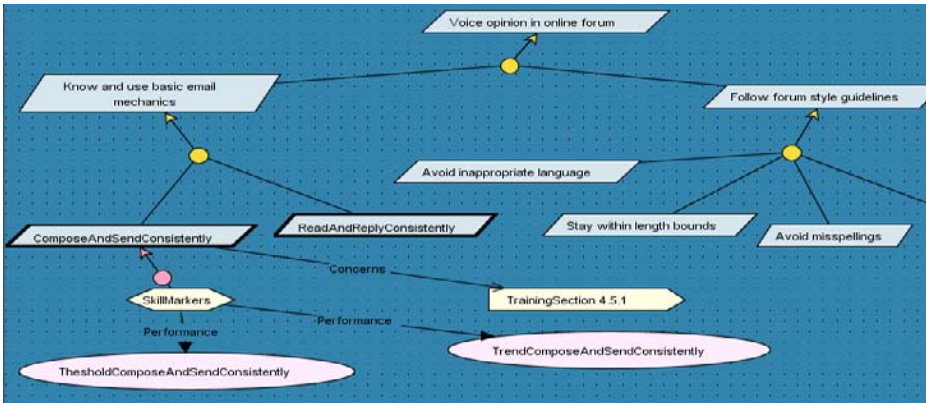 Voice opinion in online forum
Know and use basic email
mechanics
Follow forum style guidelines
Avoid inappropriate language
ComposeAndSendConsistently
ReadAndReplyConsistently
Stay within length bounds
Avoid misspellings
Concerns
SkillMarkers
TrainingSection 4.5.1
Performance
Performance
TrendComposeAndSendConsistently
ThesholdComposeAndSendConsistently